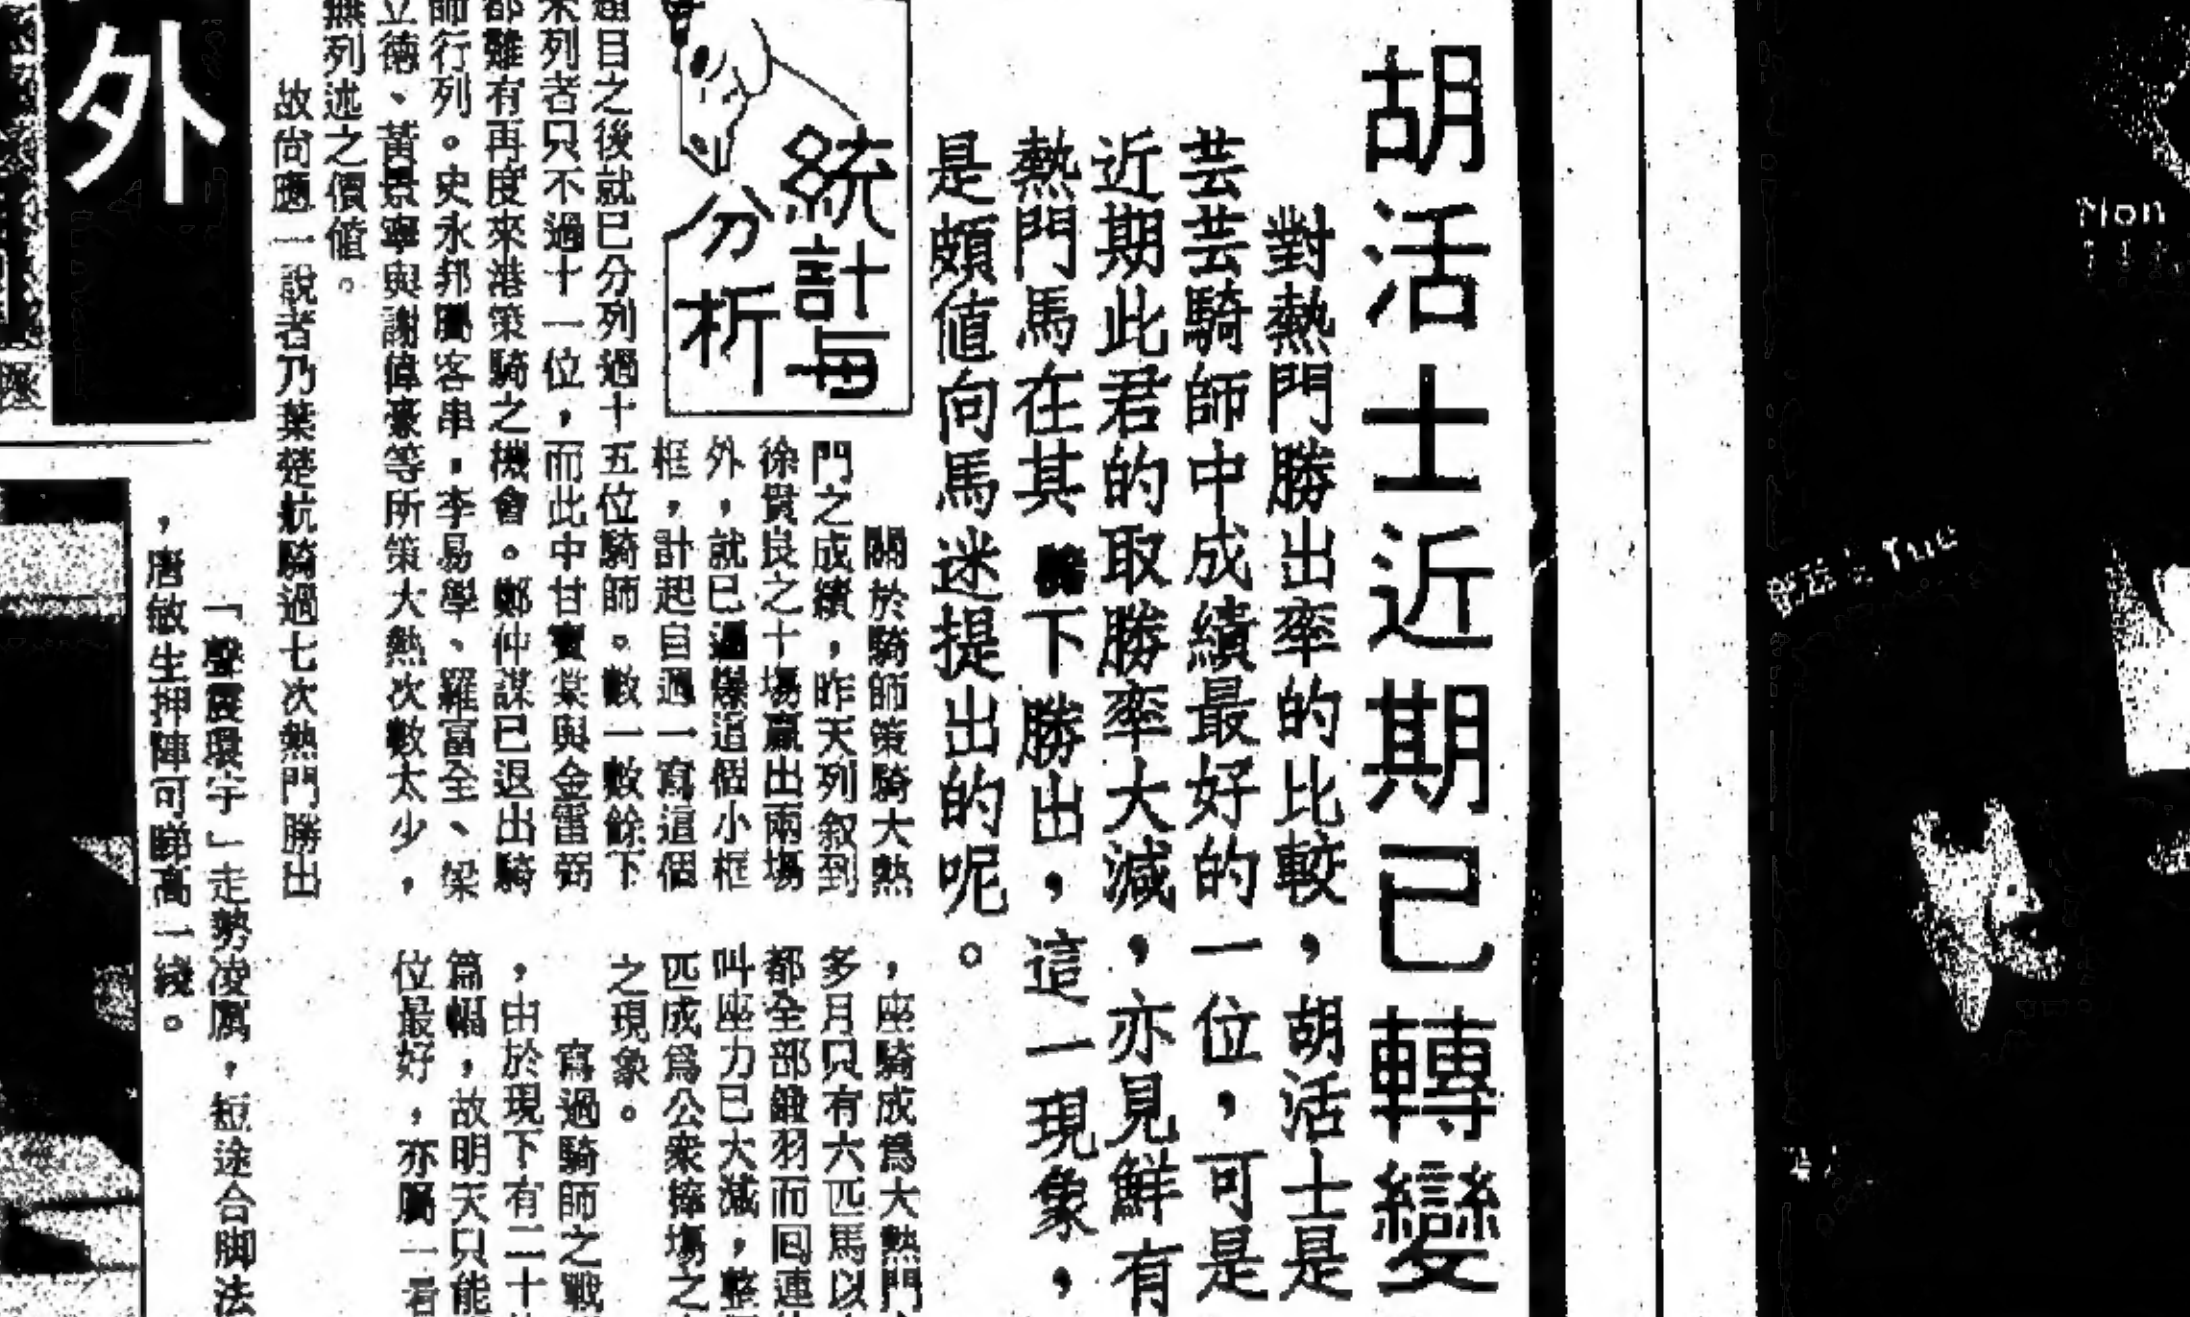 胡活士近期已轉變
對熱門勝出率的比較，胡活士是
芸芸騎師中成績最好的一位，可是
近期此君的取勝率大減，亦見鮮有
熱門馬在其下勝出，這一現象，
是頗值向馬迷提出的呢。
統計每
分析
關於騎師策騎大熱
門之成績，昨天列叙到
徐貫良之十場贏出兩場
外，就已過爆這個小框
框，計起自週一寫這個
題目之後就已分列過十五位騎師。數一數餘下
未列者只不過十一位，而此中甘寶棠與金雷弼
都雖有再度來港策騎之機會。鄭仲謀已退出騎
師行列。史永邦屬客串，李易學、羅富全、梁
立德、黃景寧與謝偉豪等所策大熱次數太少，
無列述之價值。
故尚應一說者乃葉楚航騎過七次熱門勝出
，座騎成爲大熱門
多月只有六匹馬以
都全部鎩羽而回連
叫座力已大減，整
匹成爲公衆捧場之
之現象。
寫過騎師之戰
，由於現下有二十
篇幅，故明天只能
位最好，亦屬一君
外
「聲震環宇」走勢凌厲，短途合脚法
，唐敏生押陣可睇高一綫。
Mon
Tue